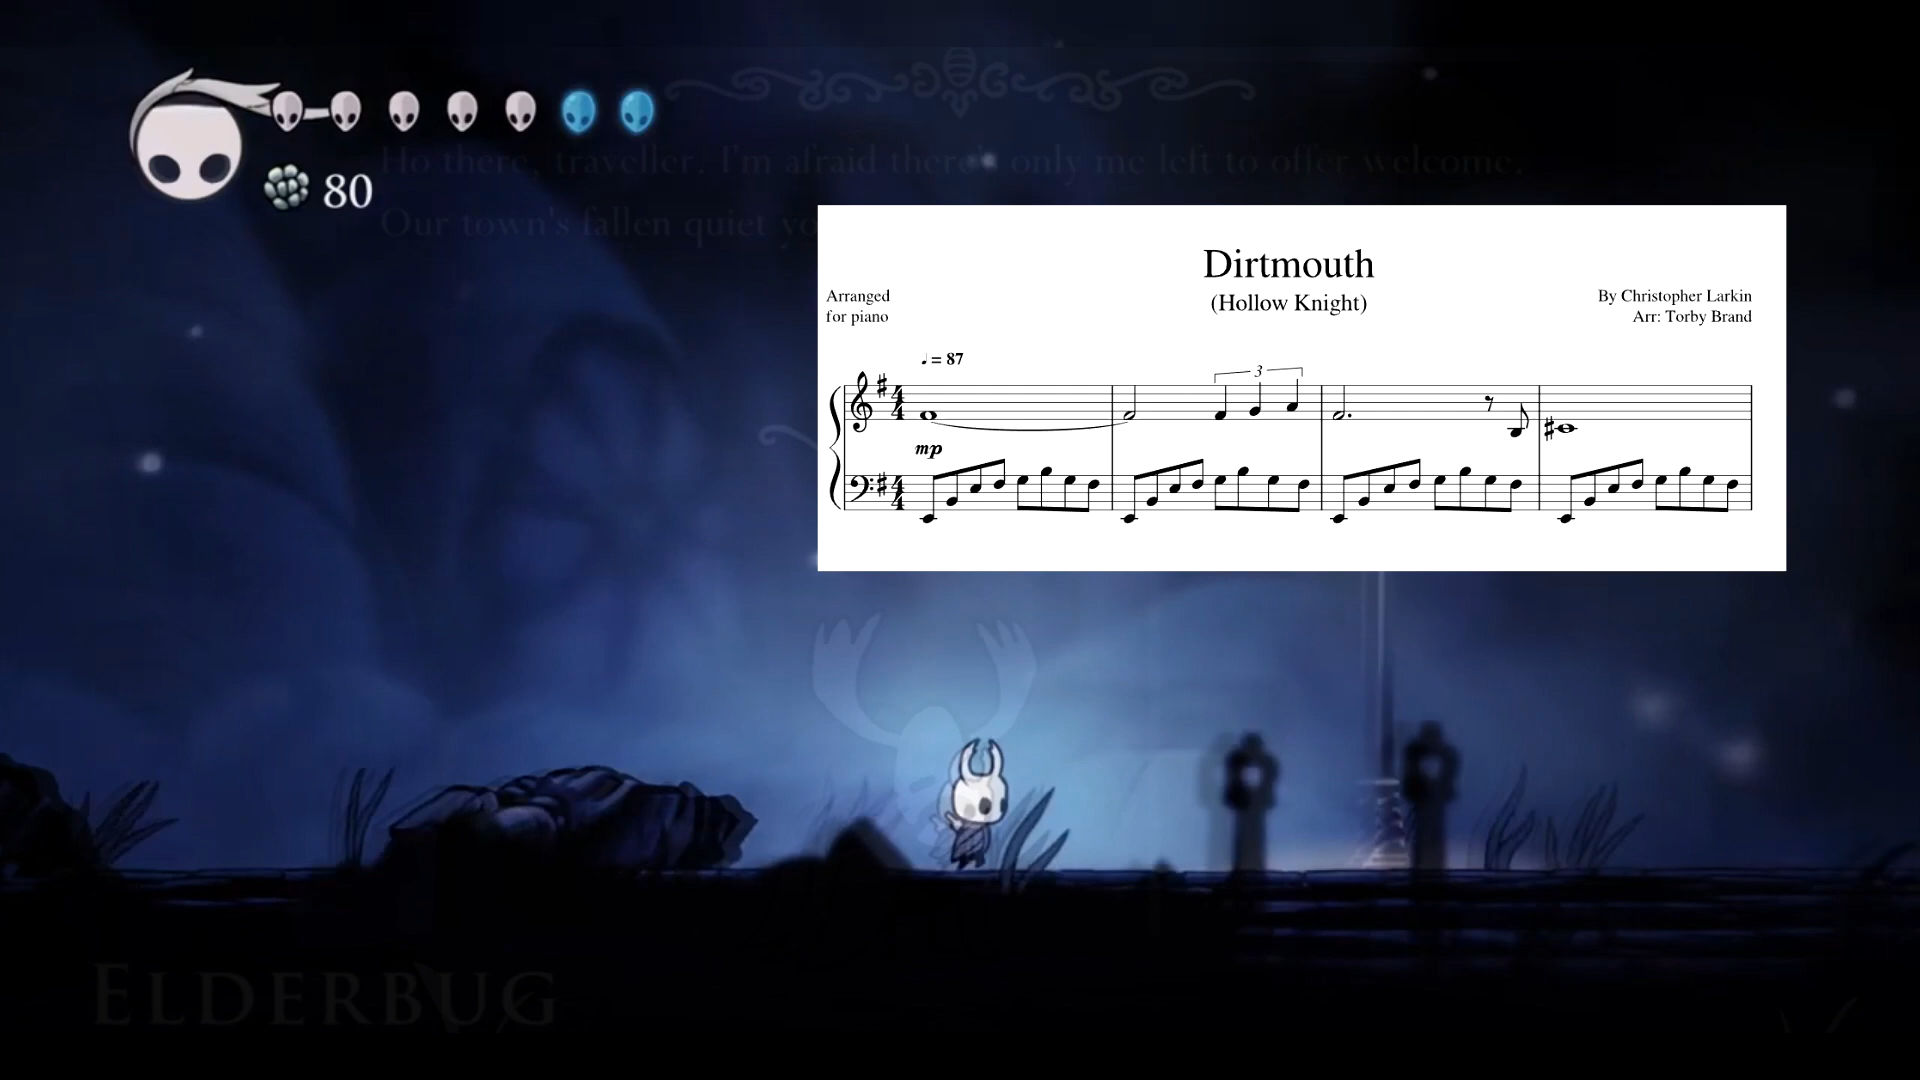 80
Ho there, traveller. I'm afraid there's only me left to offer welcome.
Our town's fallen quiet
Dirtmouth
(Hollow Knight)
Arranged
for piano
By Christopher Larkin
Arr: Torby Brand
♩ = 87
3
mp
ELDERBUG